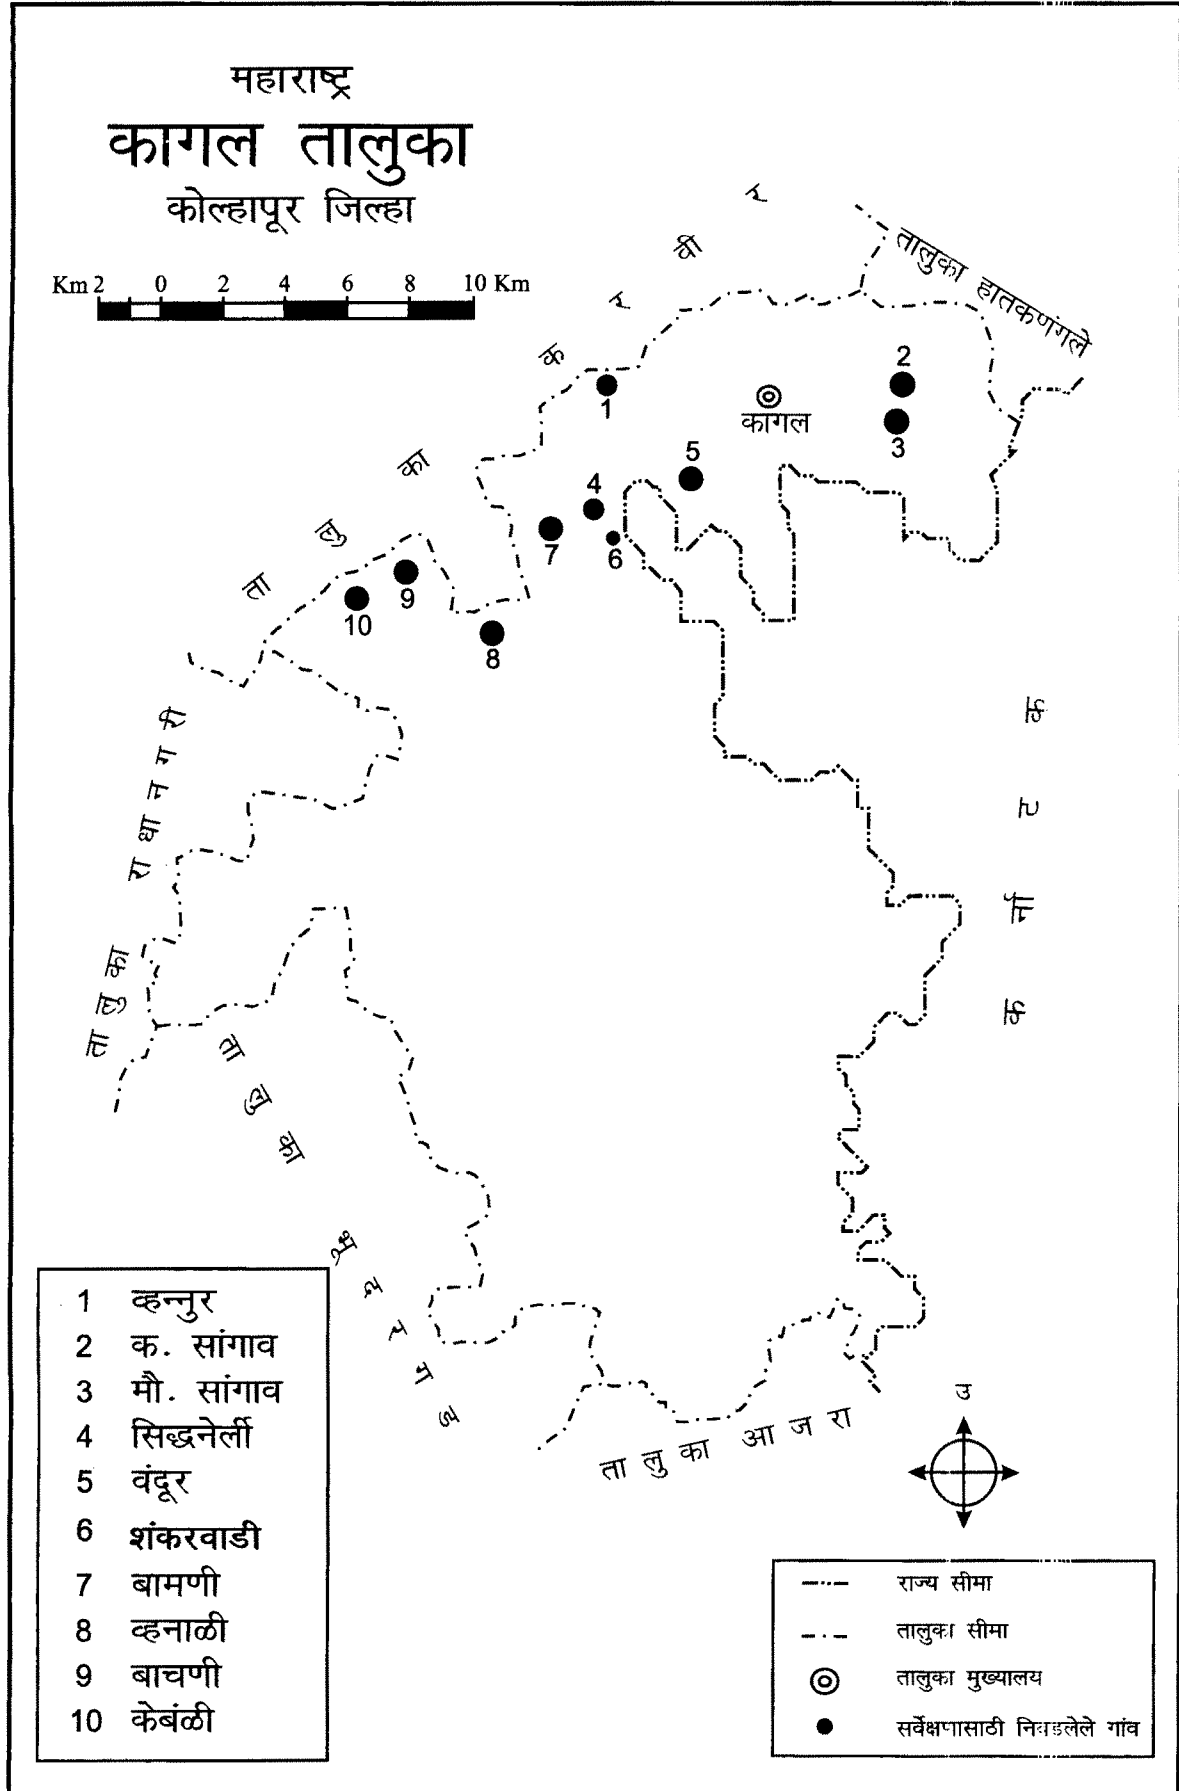 महाराष्ट्र
कागल तालुका
कोल्हापूर जिल्हा
Km 2 0 2 4 6 8 10 Km
तालुका करवीर
तालुका हातकणंगले
1
2
कागल
3
5
4
7
6
9
10
8
तालुका राधानगरी
कर्नाटक
तालुका भूदरगड
तालुका आजरा
उ
1 व्हन्नुर
2 क. सांगाव
3 मौ. सांगाव
4 सिद्धनेर्ली
5 वंदूर
6 शंकरवाडी
7 बामणी
8 व्हनाळी
9 बाचणी
10 केबंळी
राज्य सीमा
तालुका सीमा
तालुका मुख्यालय
सर्वेक्षणासाठी निवडलेले गांव